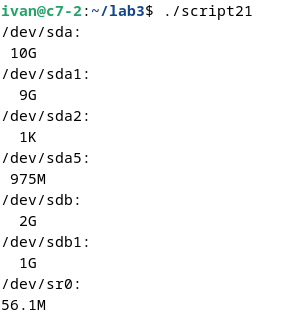 ivan@c7-2:~/lab3$ ./script21
/dev/sda:
 10G
/dev/sda1:
  9G
/dev/sda2:
  1K
/dev/sda5:
 975M
/dev/sdb:
  2G
/dev/sdb1:
  1G
/dev/sr0:
56.1M